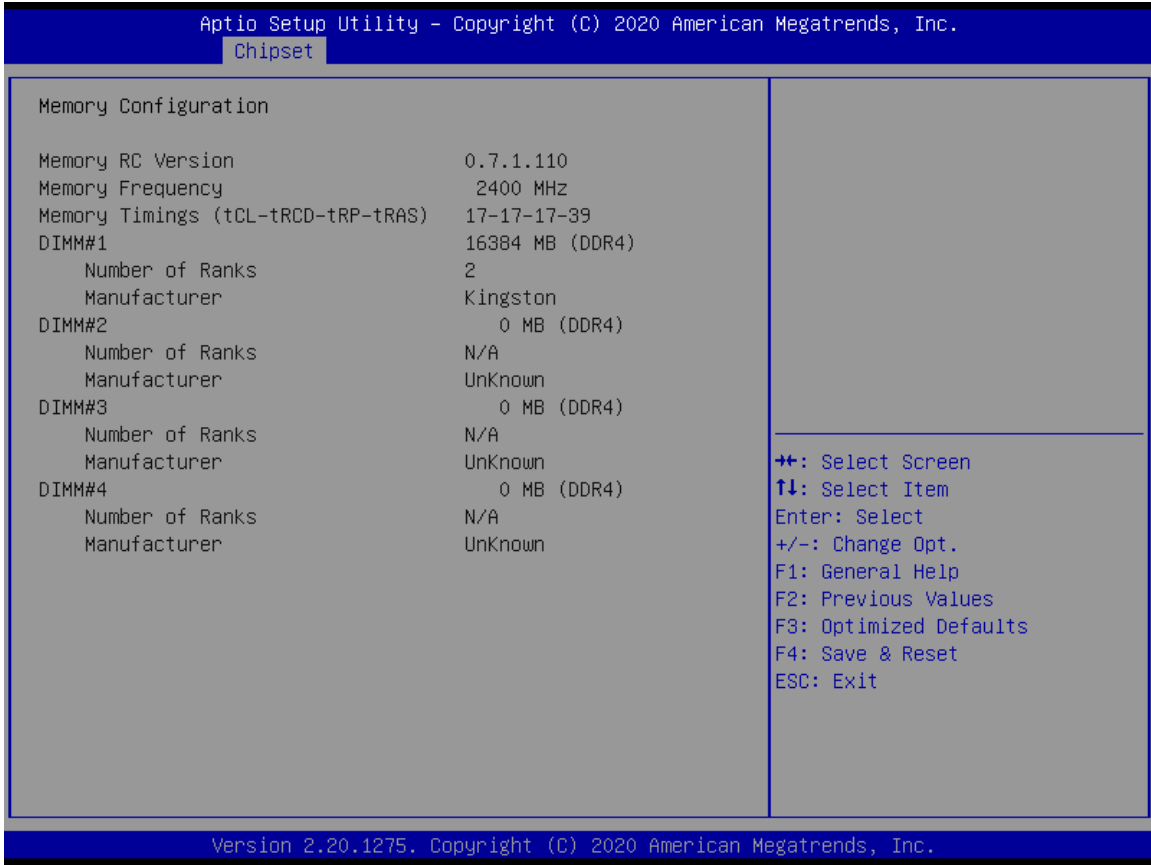 Aptio Setup Utility – Copyright (C) 2020 American Megatrends, Inc.
Chipset
Memory Configuration
Memory RC Version 0.7.1.110
Memory Frequency 2400 MHz
Memory Timings (tCL-tRCD-tRP-tRAS) 17-17-17-39
DIMM#1 16384 MB (DDR4)
Number of Ranks 2
Manufacturer Kingston
DIMM#2 0 MB (DDR4)
Number of Ranks N/A
Manufacturer UnKnown
DIMM#3 0 MB (DDR4)
Number of Ranks N/A
Manufacturer UnKnown
DIMM#4 0 MB (DDR4)
Number of Ranks N/A
Manufacturer UnKnown
→←: Select Screen
↑↓: Select Item
Enter: Select
+/-: Change Opt.
F1: General Help
F2: Previous Values
F3: Optimized Defaults
F4: Save & Reset
ESC: Exit
Version 2.20.1275. Copyright (C) 2020 American Megatrends, Inc.